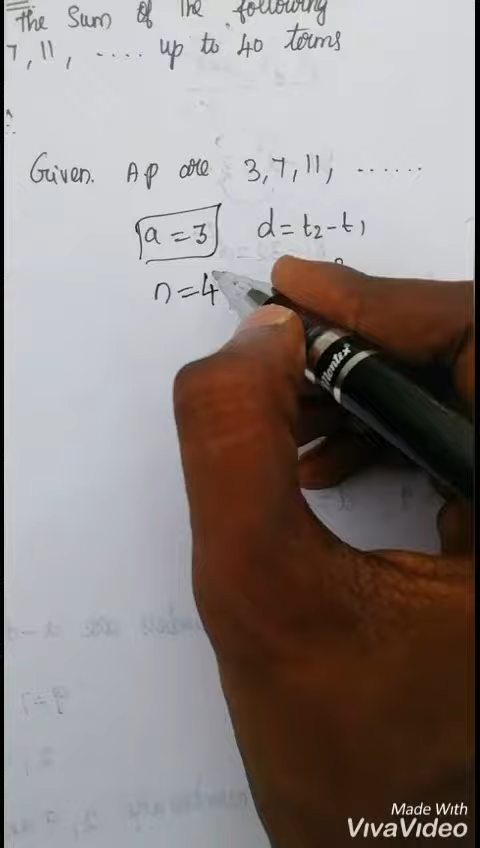 The Sum of the following
7, 11, ..... up to 40 terms
Given. AP are 3, 7, 11, ......
a = 3 d = t₂ - t₁
n = 4
Montex
Made With
VivaVideo